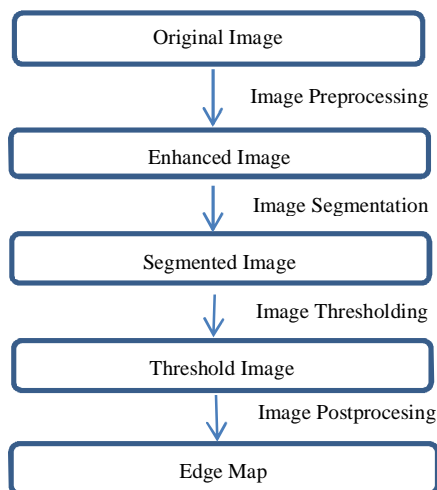 Original Image
Image Preprocessing
Enhanced Image
Image Segmentation
Segmented Image
Image Thresholding
Threshold Image
Image Postprocesing
Edge Map